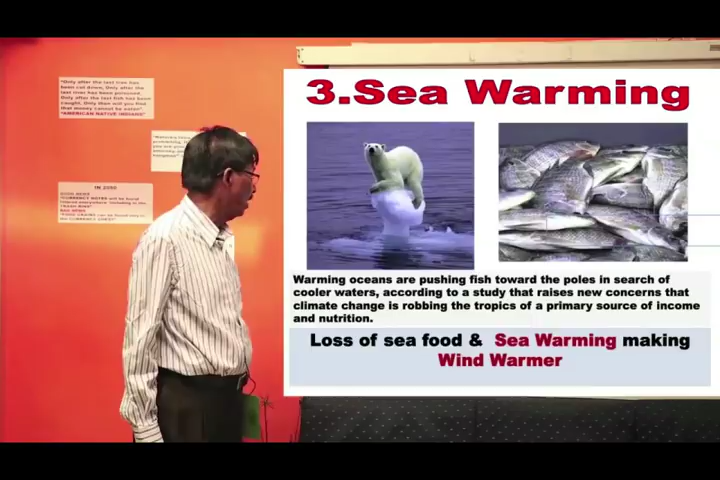 "Only after the last tree has
been cut down, Only after the
last river has been poisoned,
Only after the last fish has been
caught, Only then will you find
that money cannot be eaten"
"AMERICAN NATIVE INDIANS"
IN 2050
GOOD NEWS
BAD NEWS
3.Sea Warming
Warming oceans are pushing fish toward the poles in search of
cooler waters, according to a study that raises new concerns that
climate change is robbing the tropics of a primary source of income
and nutrition.
Loss of sea food & Sea Warming making
Wind Warmer